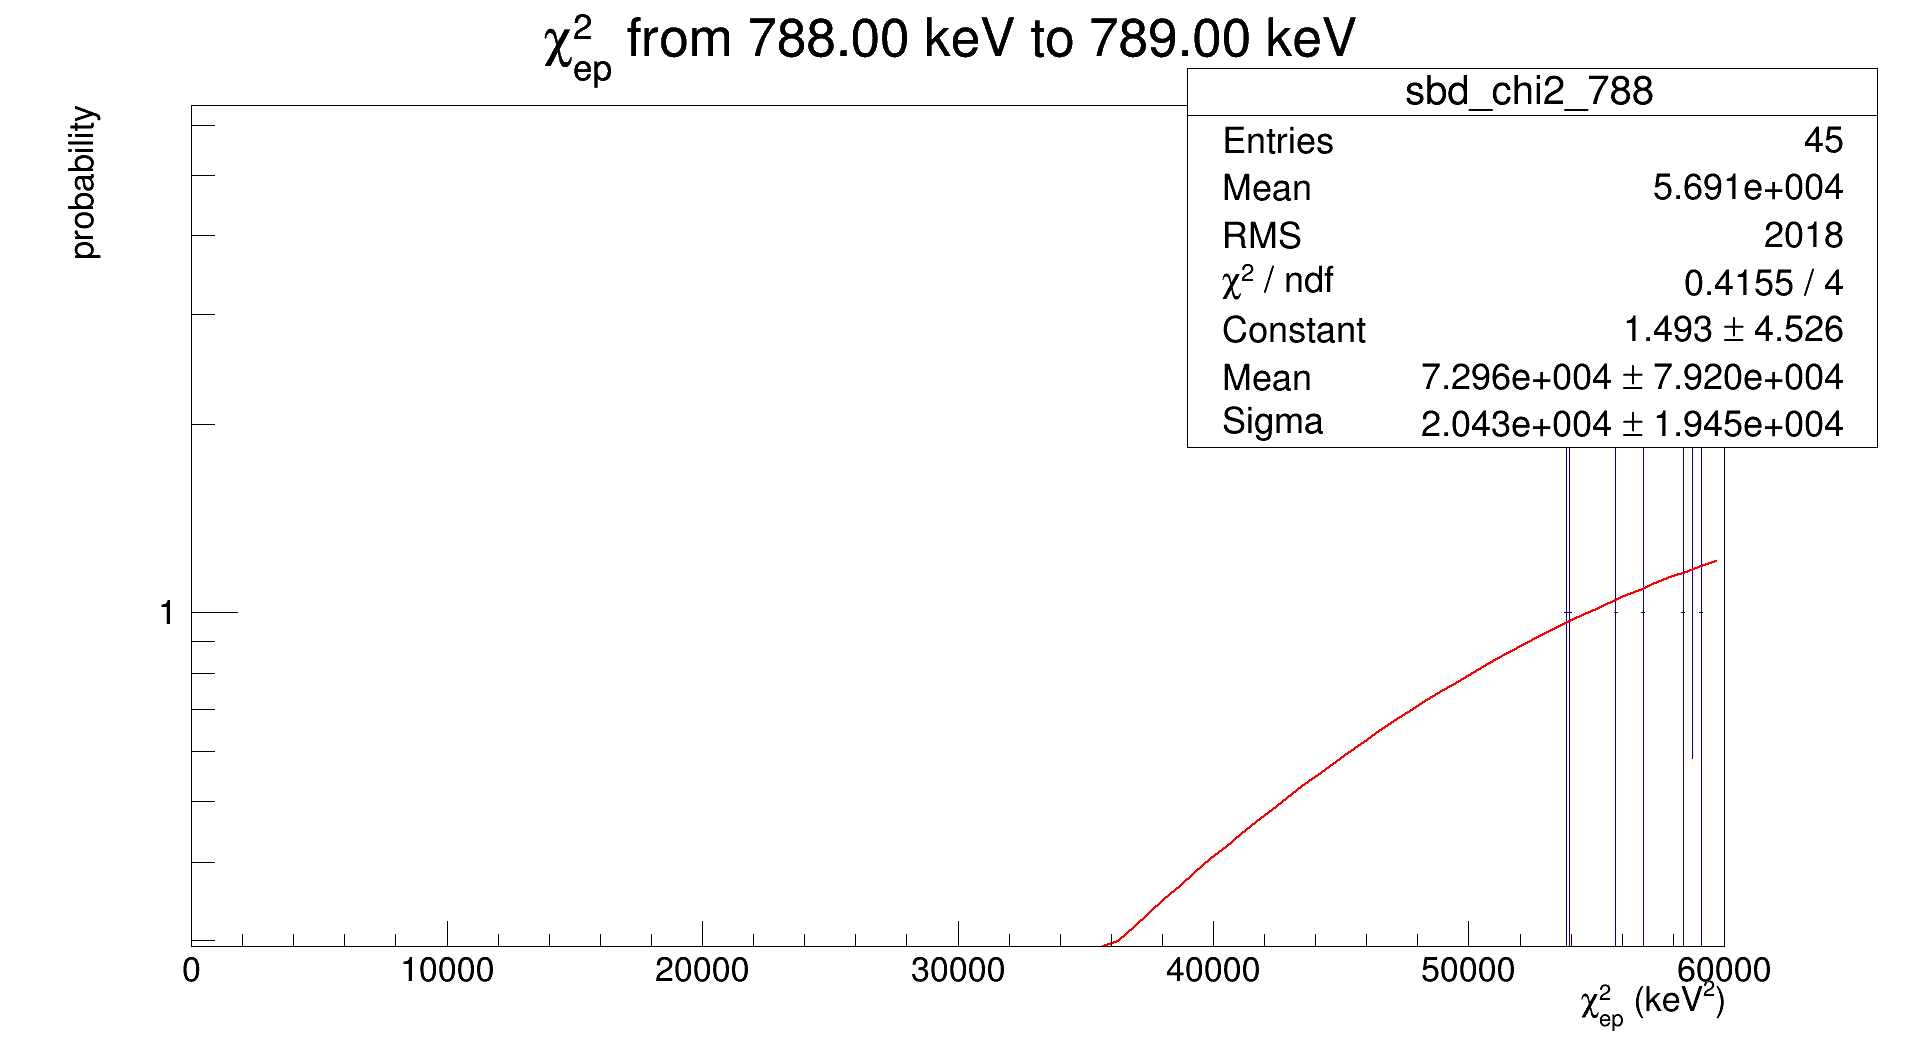 χ²ep from 788.00 keV to 789.00 keV
probability
sbd_chi2_788
Entries 45
Mean 5.691e+004
RMS 2018
χ² / ndf 0.4155 / 4
Constant 1.493 ± 4.526
Mean 7.296e+004 ± 7.920e+004
Sigma 2.043e+004 ± 1.945e+004
1
0 10000 20000 30000 40000 50000 60000
χ²ep (keV²)